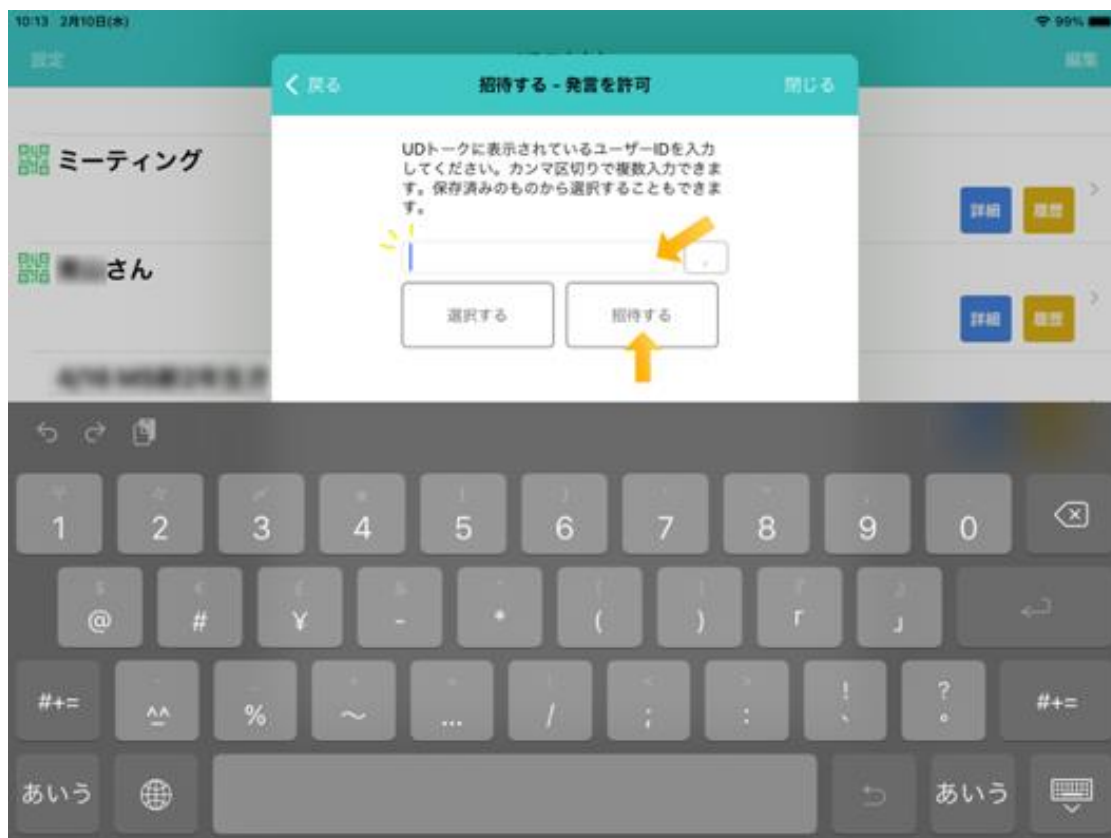 10:13 2月10日(水)
99%
設定
編集
戻る
招待する - 発言を許可
閉じる
UDトークに表示されているユーザーIDを入力
してください。カンマ区切りで複数入力できま
す。保存済みのものから選択することもできま
す。
選択する
招待する
ミーティング
詳細 履歴
さん
詳細 履歴
1 2 3 4 5 6 7 8 9 0
@ # ¥ - * ( ) 「 」
#+= ^^ % 〜 ... / ; : ! 、 ? 。 #+=
あいう あいう